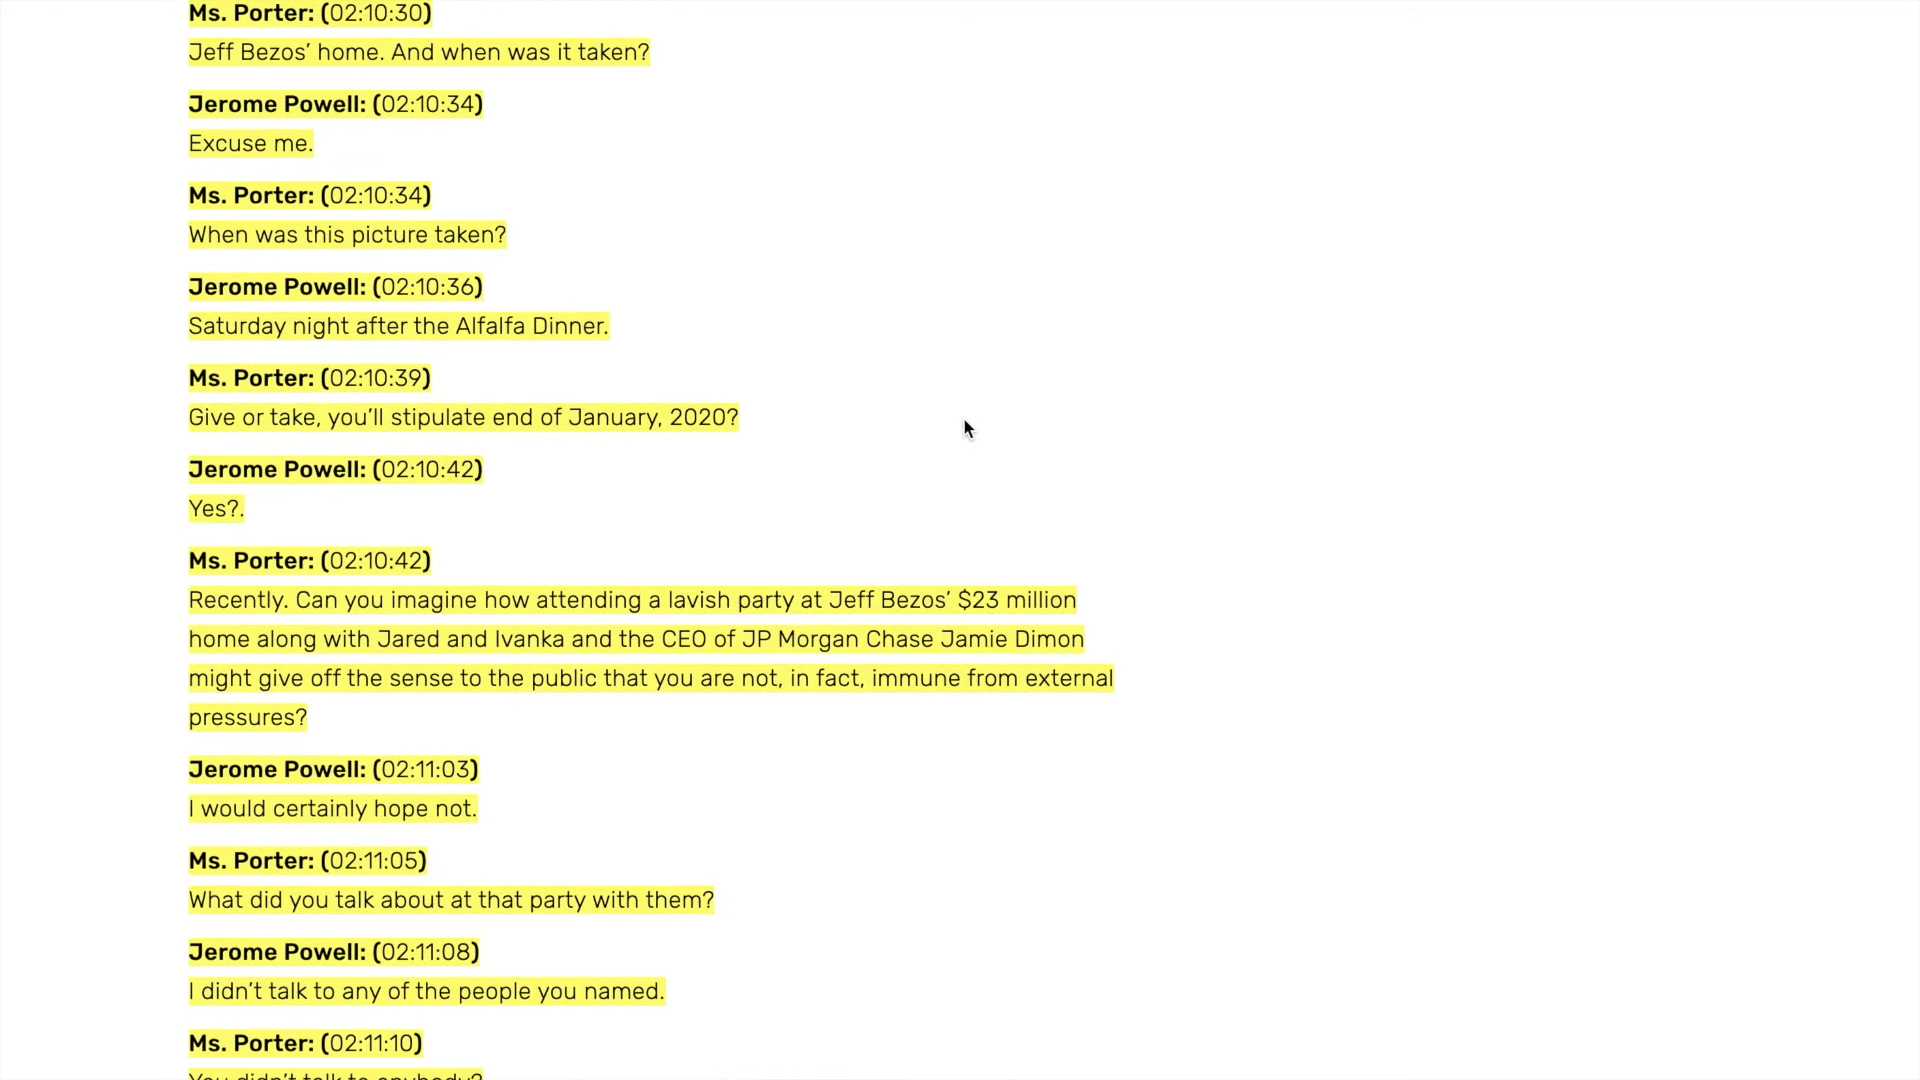 Ms. Porter: (02:10:30)
Jeff Bezos’ home. And when was it taken?
Jerome Powell: (02:10:34)
Excuse me.
Ms. Porter: (02:10:34)
When was this picture taken?
Jerome Powell: (02:10:36)
Saturday night after the Alfalfa Dinner.
Ms. Porter: (02:10:39)
Give or take, you’ll stipulate end of January, 2020?
Jerome Powell: (02:10:42)
Yes?.
Ms. Porter: (02:10:42)
Recently. Can you imagine how attending a lavish party at Jeff Bezos’ $23 million
home along with Jared and Ivanka and the CEO of JP Morgan Chase Jamie Dimon
might give off the sense to the public that you are not, in fact, immune from external
pressures?
Jerome Powell: (02:11:03)
I would certainly hope not.
Ms. Porter: (02:11:05)
What did you talk about at that party with them?
Jerome Powell: (02:11:08)
I didn’t talk to any of the people you named.
Ms. Porter: (02:11:10)
You didn’t talk to anybody?